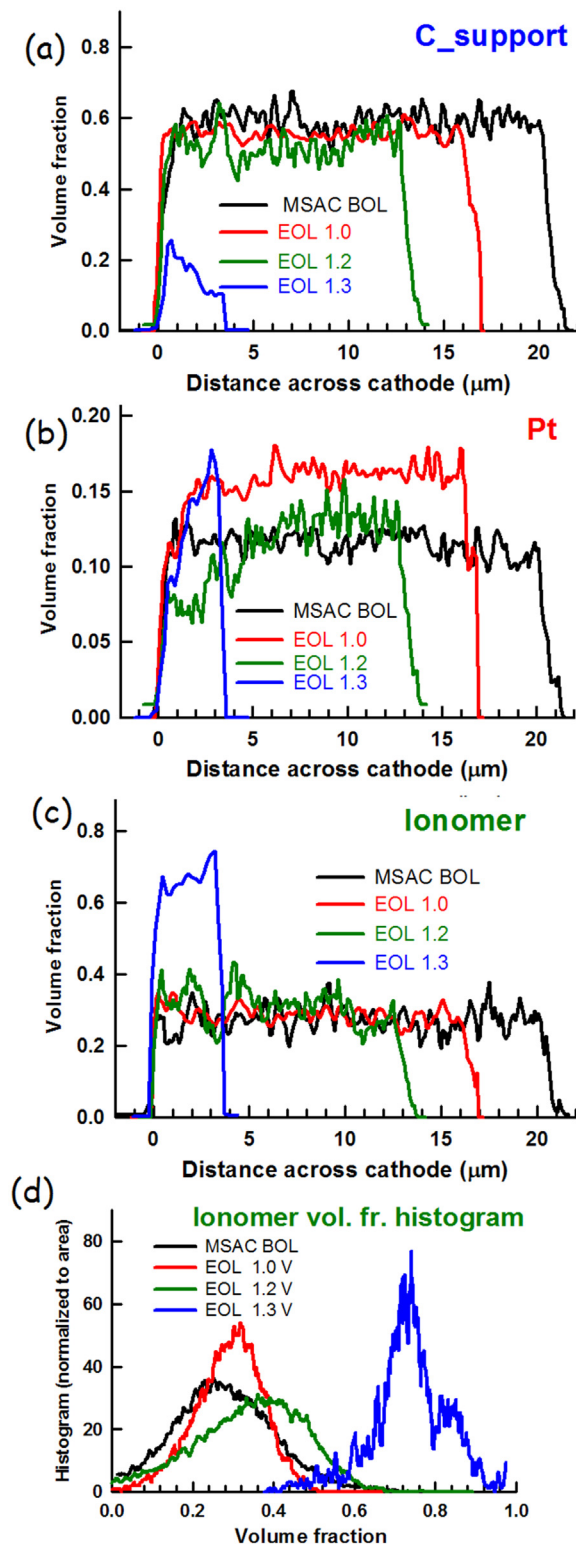 (a)
C_support
0.8
0.6
0.4
0.2
0.0
Volume fraction
MSAC BOL
EOL 1.0
EOL 1.2
EOL 1.3
0 5 10 15 20
Distance across cathode (μm)
(b)
Pt
0.20
0.15
0.10
0.05
0.00
Volume fraction
MSAC BOL
EOL 1.0
EOL 1.2
EOL 1.3
0 5 10 15 20
Distance across cathode (μm)
(c)
Ionomer
0.8
0.6
0.4
0.2
0.0
Volume fraction
MSAC BOL
EOL 1.0
EOL 1.2
EOL 1.3
0 5 10 15 20
Distance across cathode (μm)
(d)
Ionomer vol. fr. histogram
80
60
40
20
0
Histogram (normalized to area)
MSAC BOL
EOL 1.0 V
EOL 1.2 V
EOL 1.3 V
0.0 0.2 0.4 0.6 0.8 1.0
Volume fraction